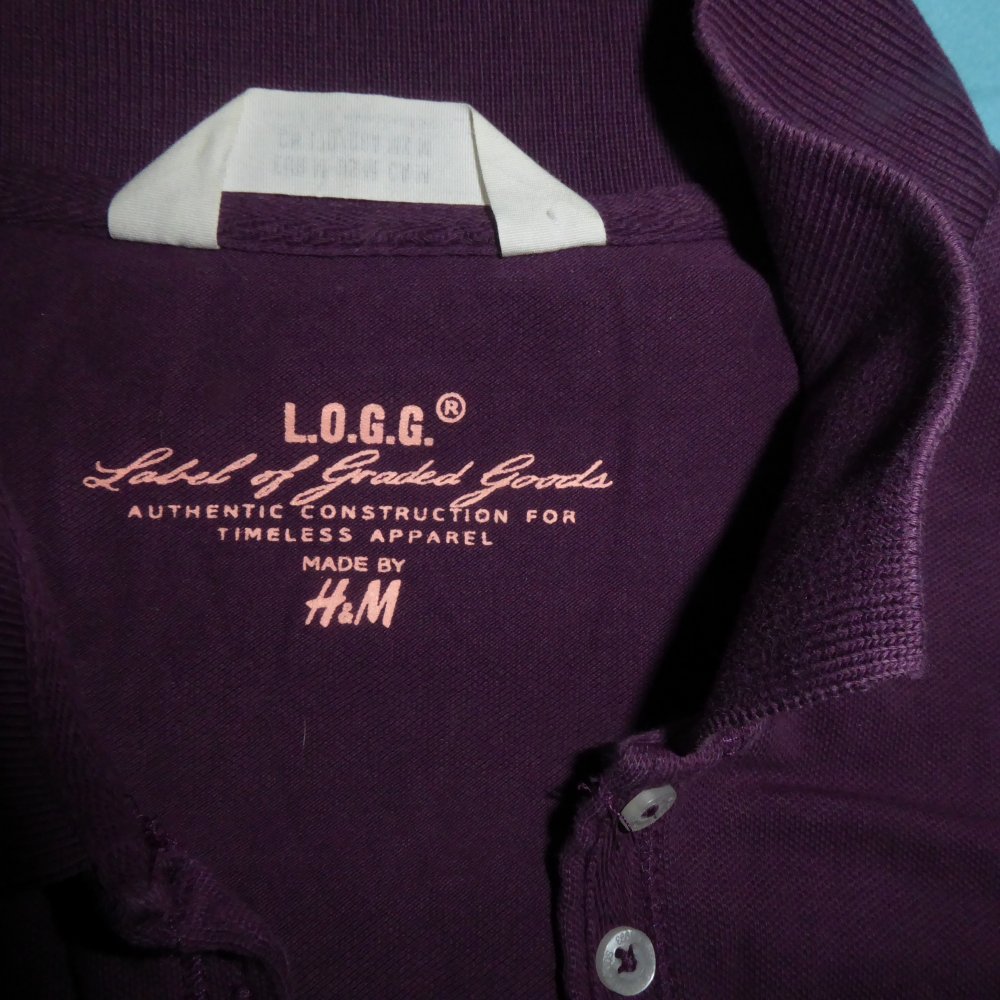 L.O.G.G.®
Label of Graded Goods
AUTHENTIC CONSTRUCTION FOR
TIMELESS APPAREL
MADE BY
H&M